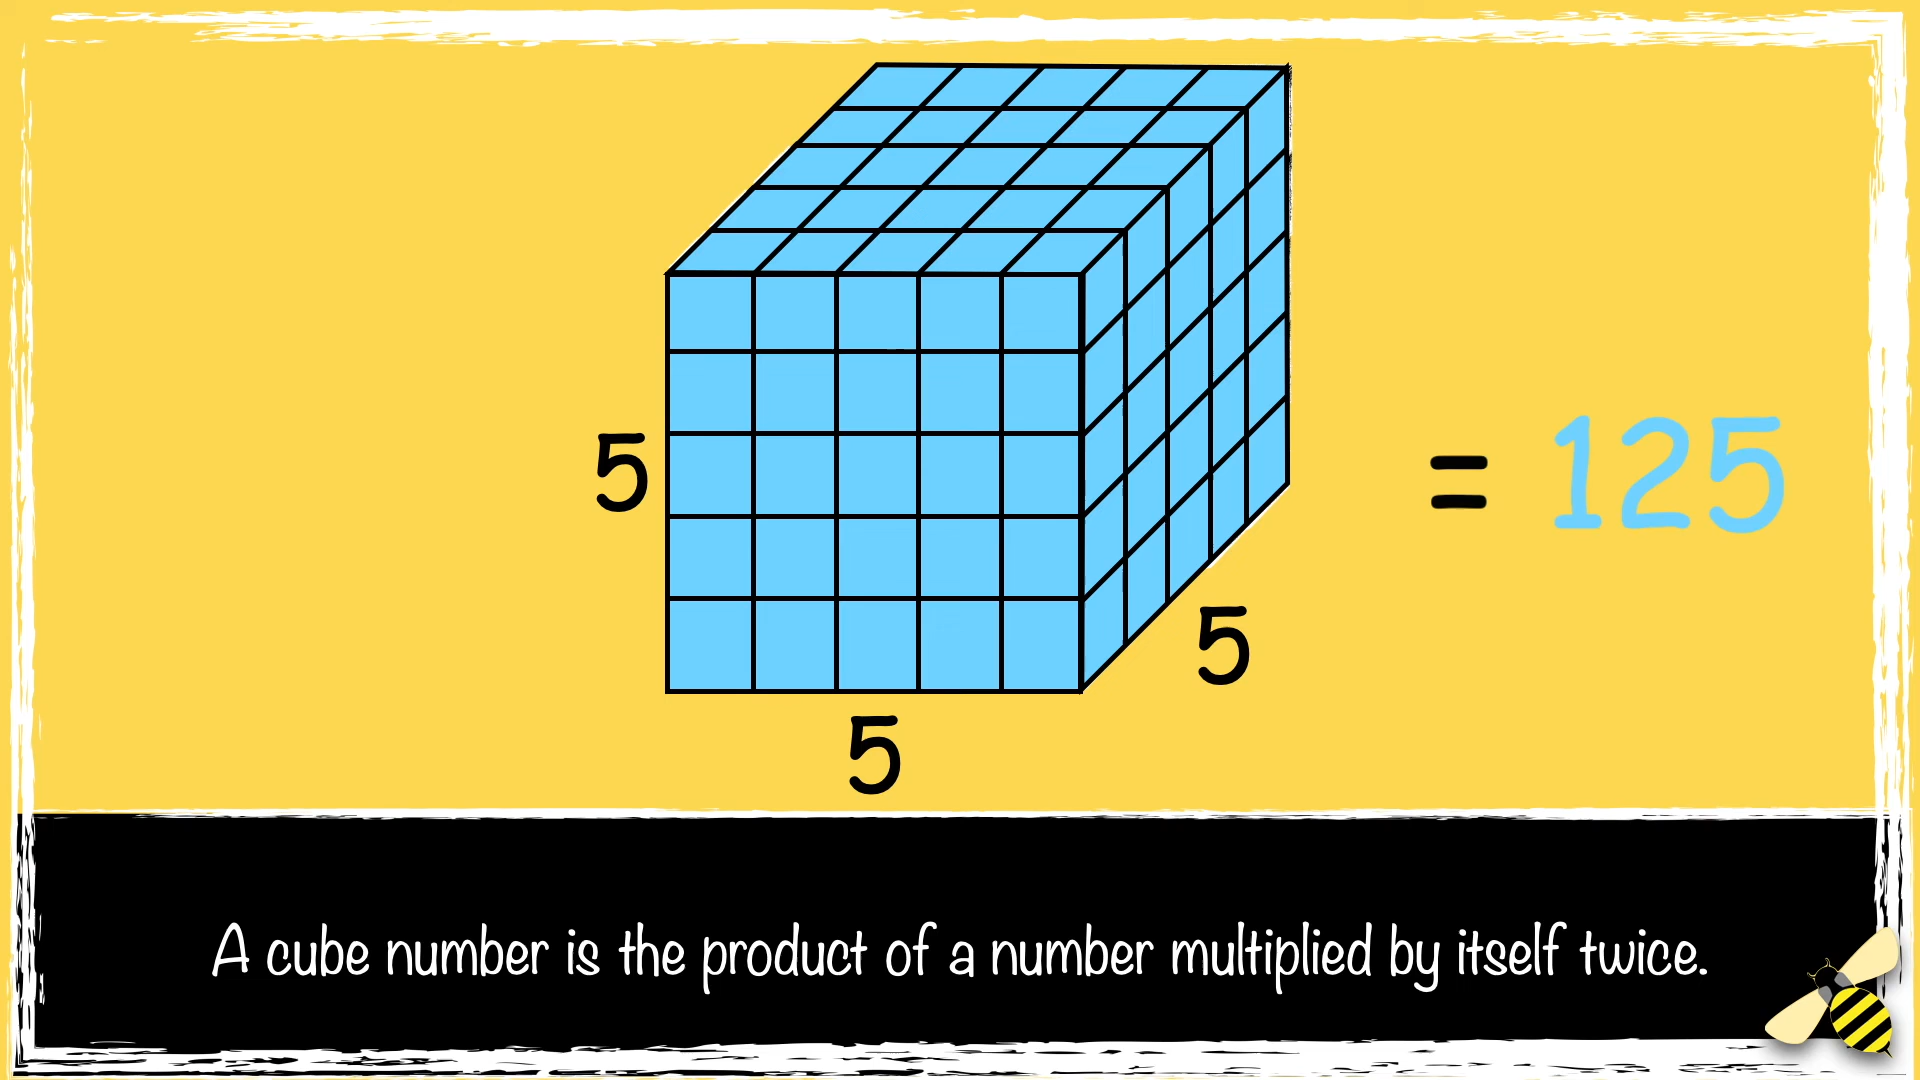 5
= 125
5
5
A cube number is the product of a number multiplied by itself twice.